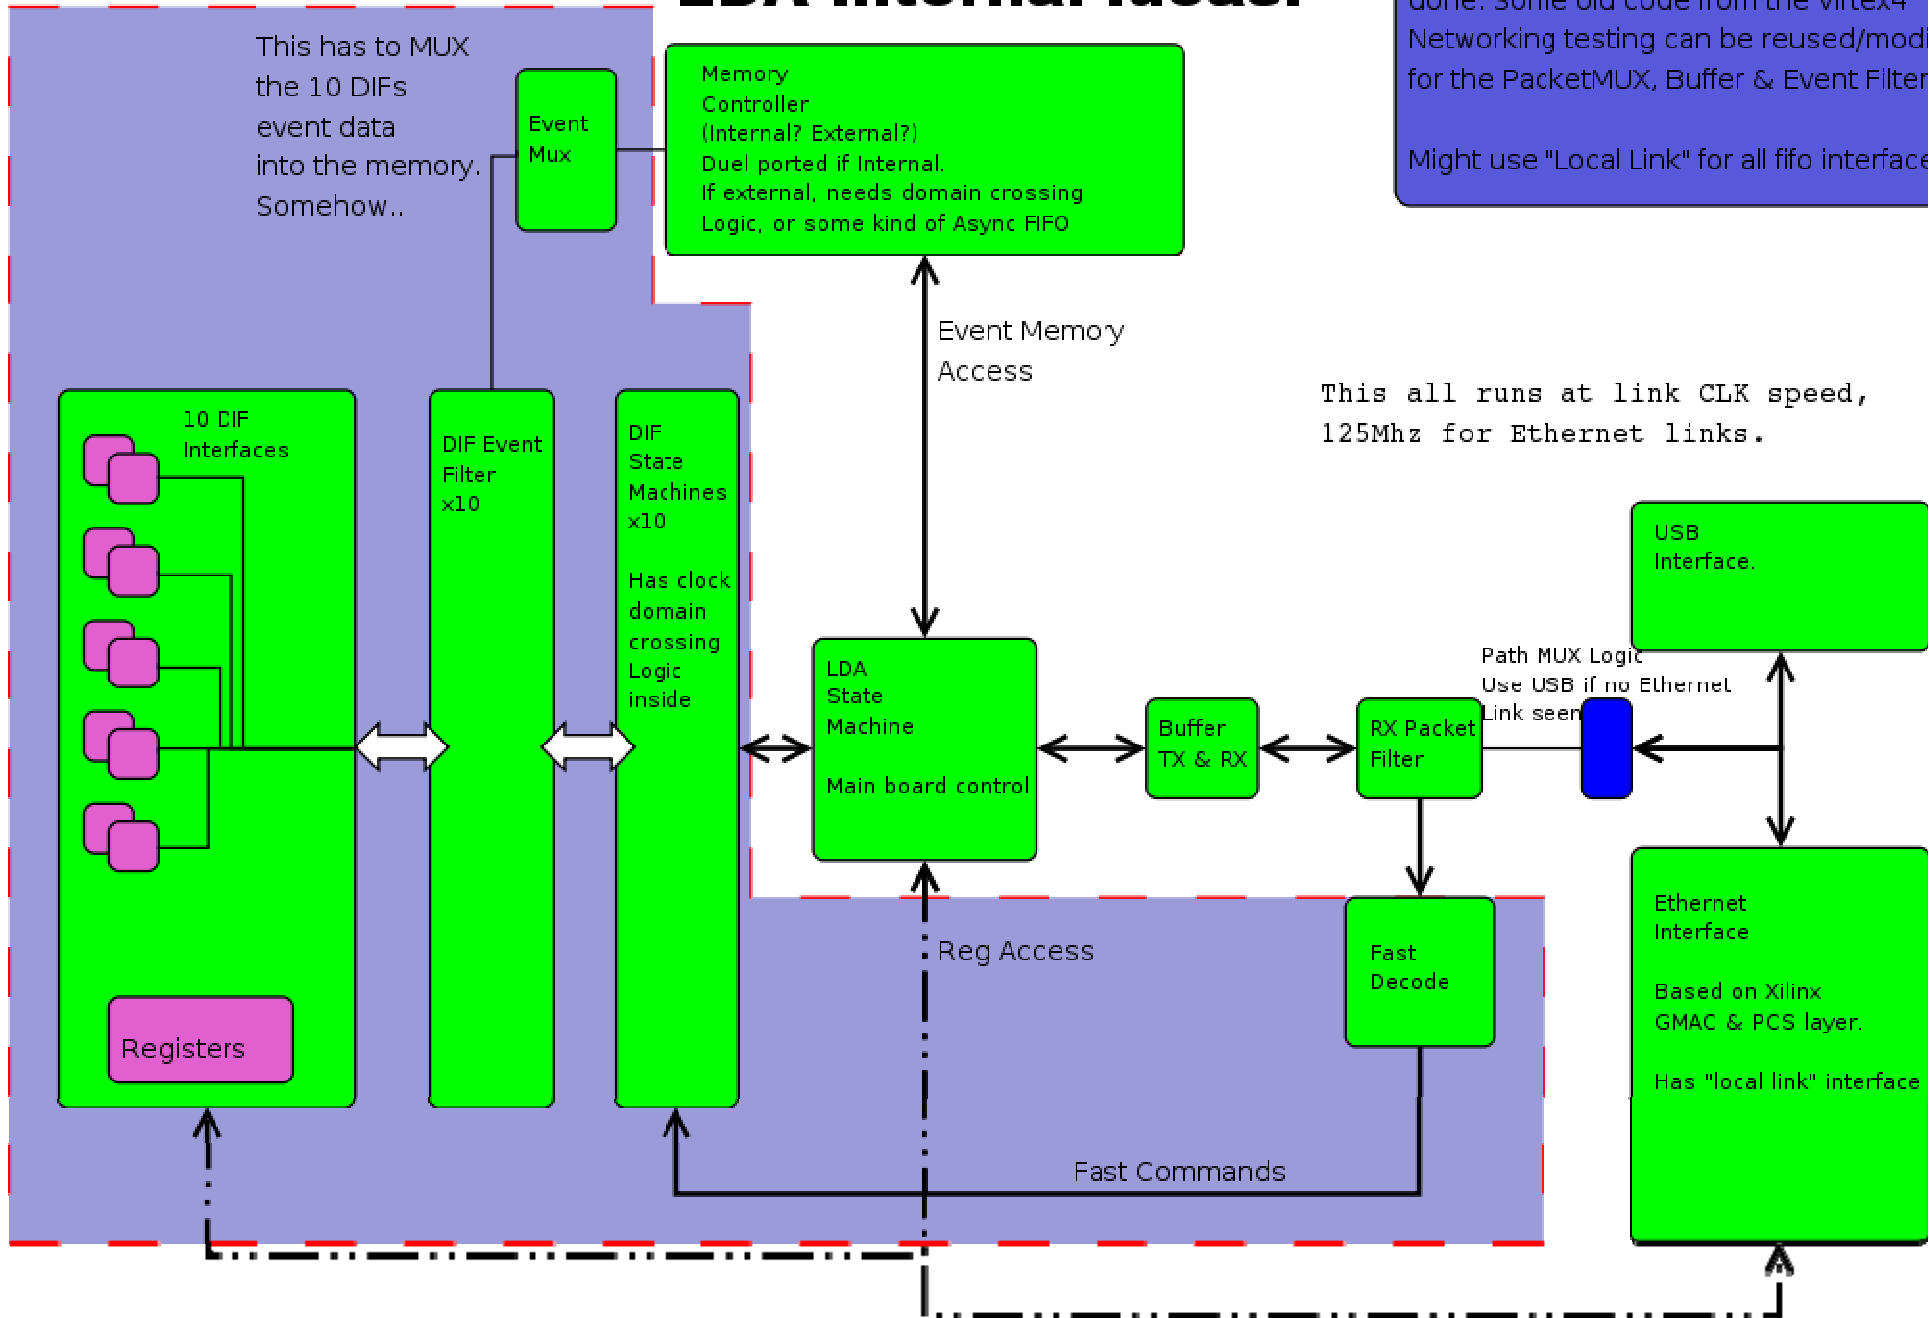 LDA Internal Ideas.
done. Some old code from the Virtex4
Networking testing can be reused/modi
for the PacketMUX, Buffer & Event Filter
Might use "Local Link" for all fifo interface
This has to MUX
the 10 DIFs
event data
into the memory.
Somehow..
Event
Mux
Memory
Controller
(Internal? External?)
Duel ported if Internal.
If external, needs domain crossing
Logic, or some kind of Async FIFO
Event Memory
Access
This all runs at link CLK speed,
125Mhz for Ethernet links.
10 DIF
Interfaces
DIF Event
Filter
x10
DIF
State
Machines
x10
Has clock
domain
crossing
Logic
inside
USB
Interface.
LDA
State
Machine
Main board control
Buffer
TX & RX
RX Packet
Filter
Path MUX Logic
Use USB if no Ethernet
Link seen
Reg Access
Fast
Decode
Ethernet
Interface
Based on Xilinx
GMAC & PCS layer.
Has "local link" interface
Registers
Fast Commands